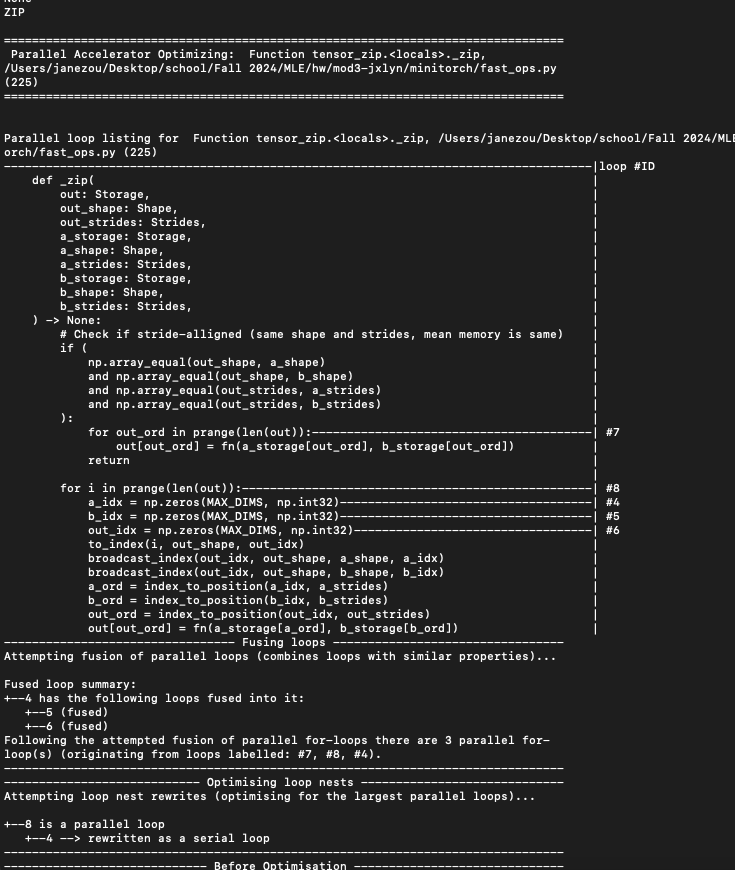 None
ZIP
================================================================================
 Parallel Accelerator Optimizing:  Function tensor_zip.<locals>._zip,
/Users/janezou/Desktop/school/Fall 2024/MLE/hw/mod3-jxlyn/minitorch/fast_ops.py
(225)
================================================================================
Parallel loop listing for  Function tensor_zip.<locals>._zip, /Users/janezou/Desktop/school/Fall 2024/MLE
orch/fast_ops.py (225)
------------------------------------------------------------------------------------|loop #ID
    def _zip(                                                                       |
        out: Storage,                                                               |
        out_shape: Shape,                                                           |
        out_strides: Strides,                                                       |
        a_storage: Storage,                                                         |
        a_shape: Shape,                                                             |
        a_strides: Strides,                                                         |
        b_storage: Storage,                                                         |
        b_shape: Shape,                                                             |
        b_strides: Strides,                                                         |
    ) -> None:                                                                      |
        # Check if stride-alligned (same shape and strides, mean memory is same)    |
        if (                                                                        |
            np.array_equal(out_shape, a_shape)                                      |
            and np.array_equal(out_shape, b_shape)                                  |
            and np.array_equal(out_strides, a_strides)                              |
            and np.array_equal(out_strides, b_strides)                              |
        ):                                                                          |
            for out_ord in prange(len(out)):----------------------------------------| #7
                out[out_ord] = fn(a_storage[out_ord], b_storage[out_ord])           |
            return                                                                  |
                                                                                    |
        for i in prange(len(out)):--------------------------------------------------| #8
            a_idx = np.zeros(MAX_DIMS, np.int32)------------------------------------| #4
            b_idx = np.zeros(MAX_DIMS, np.int32)------------------------------------| #5
            out_idx = np.zeros(MAX_DIMS, np.int32)----------------------------------| #6
            to_index(i, out_shape, out_idx)                                         |
            broadcast_index(out_idx, out_shape, a_shape, a_idx)                     |
            broadcast_index(out_idx, out_shape, b_shape, b_idx)                     |
            a_ord = index_to_position(a_idx, a_strides)                             |
            b_ord = index_to_position(b_idx, b_strides)                             |
            out_ord = index_to_position(out_idx, out_strides)                       |
            out[out_ord] = fn(a_storage[a_ord], b_storage[b_ord])                   |
--------------------------------- Fusing loops ---------------------------------
Attempting fusion of parallel loops (combines loops with similar properties)...
Fused loop summary:
+--4 has the following loops fused into it:
   +--5 (fused)
   +--6 (fused)
Following the attempted fusion of parallel for-loops there are 3 parallel for-
loop(s) (originating from loops labelled: #7, #8, #4).
--------------------------------------------------------------------------------
---------------------------- Optimising loop nests -----------------------------
Attempting loop nest rewrites (optimising for the largest parallel loops)...
+--8 is a parallel loop
   +--4 --> rewritten as a serial loop
--------------------------------------------------------------------------------
----------------------------- Before Optimisation ------------------------------